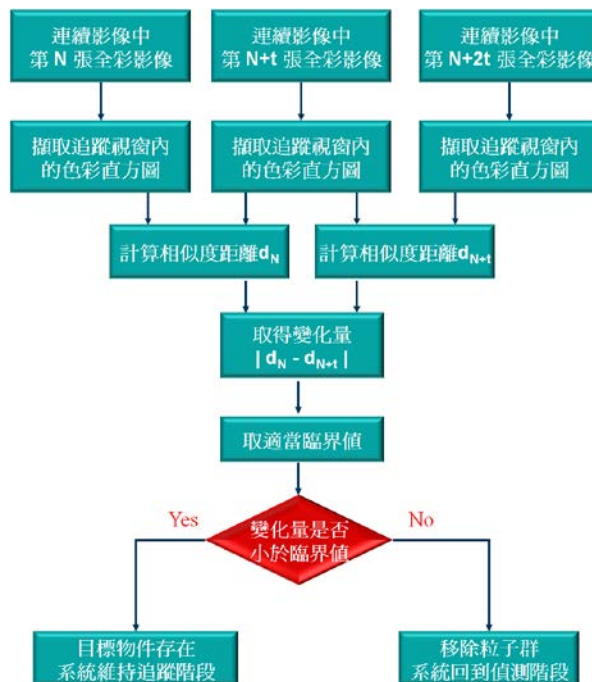 連續影像中
第 N 張全彩影像
連續影像中
第 N+t 張全彩影像
連續影像中
第 N+2t 張全彩影像
擷取追蹤視窗內
的色彩直方圖
擷取追蹤視窗內
的色彩直方圖
擷取追蹤視窗內
的色彩直方圖
計算相似度距離dN
計算相似度距離dN+t
取得變化量
| dN - dN+t |
取適當臨界值
Yes
變化量是否
小於臨界值
No
目標物件存在
系統維持追蹤階段
移除粒子群
系統回到偵測階段